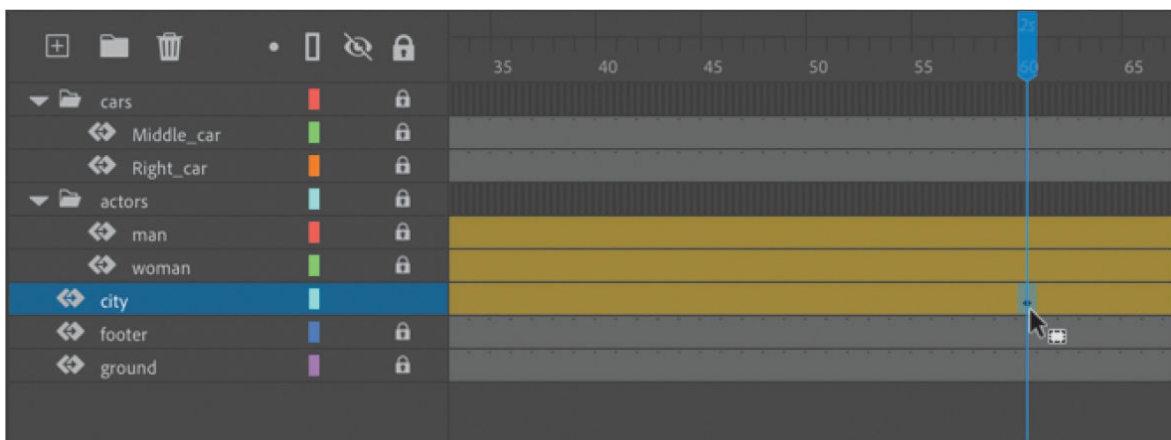 2s
35 40 45 50 55 60 65
cars
Middle_car
Right_car
actors
man
woman
city
footer
ground